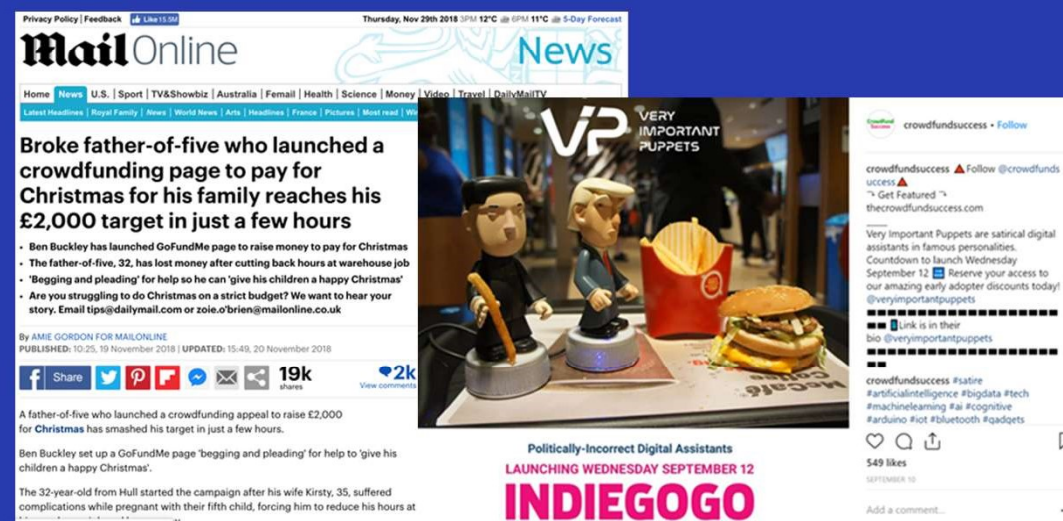 Privacy Policy | Feedback Like 15.5M
Thursday, Nov 29th 2018 3PM 12°C 6PM 11°C 5-Day Forecast
Mail Online
News
Home News U.S. | Sport | TV&Showbiz | Australia | Femail | Health | Science | Money | Video | Travel | DailyMailTV
Latest Headlines | Royal Family | News | World News | Arts | Headlines | France | Pictures | Most read |
Broke father-of-five who launched a
crowdfunding page to pay for
Christmas for his family reaches his
£2,000 target in just a few hours
• Ben Buckley has launched GoFundMe page to raise money to pay for Christmas
• The father-of-five, 32, has lost money after cutting back hours at warehouse job
• 'Begging and pleading' for help so he can 'give his children a happy Christmas'
• Are you struggling to do Christmas on a strict budget? We want to hear your
story. Email tips@dailymail.com or zoie.o'brien@mailonline.co.uk
By AMIE GORDON FOR MAILONLINE
PUBLISHED: 10:25, 19 November 2018 | UPDATED: 15:49, 20 November 2018
Share
19k
shares
2k
View comments
A father-of-five who launched a crowdfunding appeal to raise £2,000
for Christmas has smashed his target in just a few hours.
Ben Buckley set up a GoFundMe page 'begging and pleading' for help to 'give his
children a happy Christmas'.
The 32-year-old from Hull started the campaign after his wife Kirsty, 35, suffered
complications while pregnant with their fifth child, forcing him to reduce his hours at
VIP VERY
IMPORTANT
PUPPETS
McCafé
Coffee
Politically-Incorrect Digital Assistants
LAUNCHING WEDNESDAY SEPTEMBER 12
INDIEGOGO
Crowdfund
Success
crowdfundsuccess • Follow
crowdfundsuccess Follow @crowdfunds
uccess
Get Featured
thecrowdfundsuccess.com
Very Important Puppets are satirical digital
assistants in famous personalities.
Countdown to launch Wednesday
September 12 Reserve your access to
our amazing early adopter discounts today!
@veryimportantpuppets
Link is in their
bio @veryimportantpuppets
crowdfundsuccess #satire
#artificialintelligence #bigdata #tech
#machinelearning #ai #cognitive
#arduino #iot #bluetooth #gadgets
549 likes
SEPTEMBER 10
Add a comment...